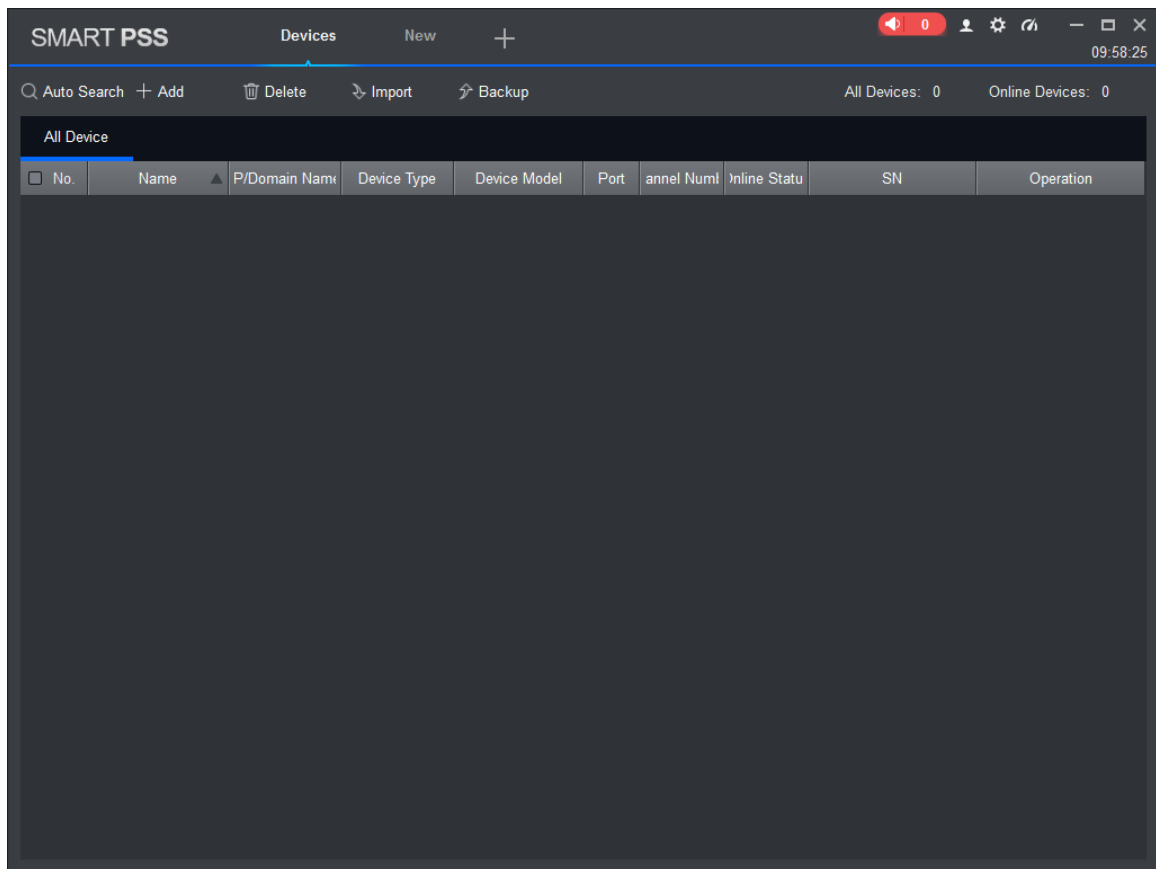 SMART PSS Devices New 0
09:58:25
Auto Search Add Delete Import Backup All Devices: 0 Online Devices: 0
All Device
No. Name P/Domain Name Device Type Device Model Port annel Numb nline Statu SN Operation